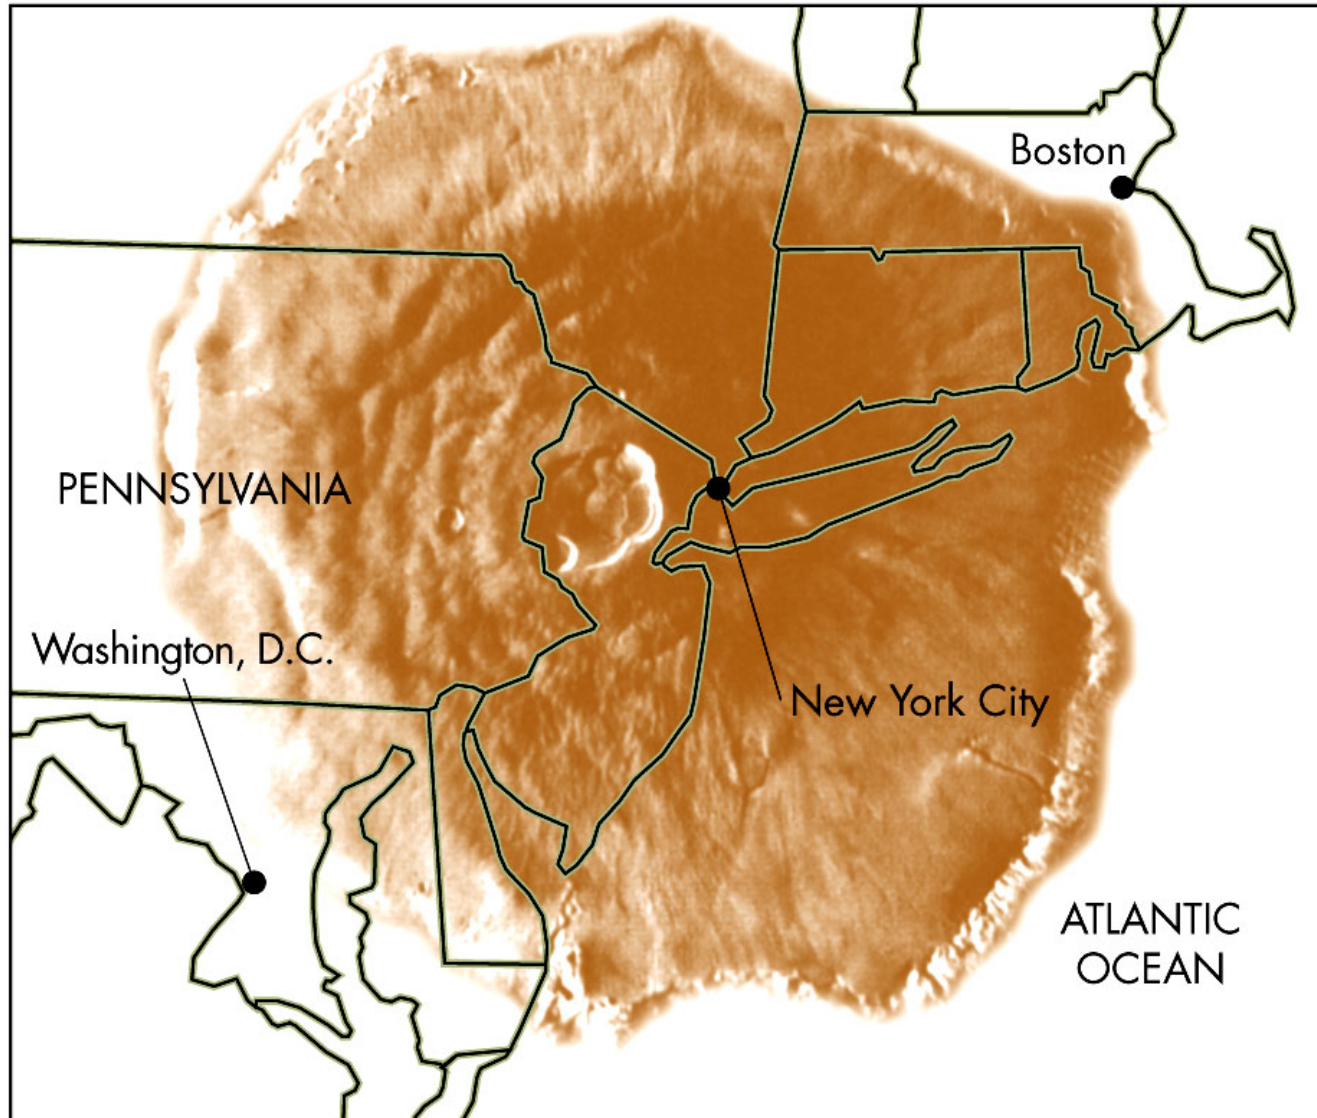 Boston
PENNSYLVANIA
Washington, D.C.
New York City
ATLANTIC
OCEAN